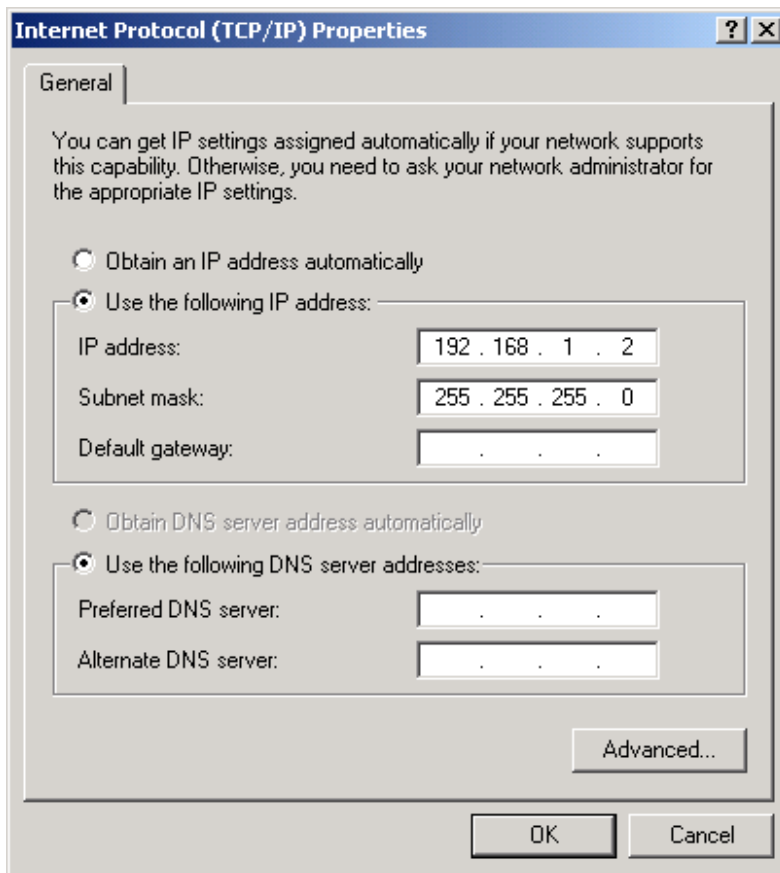 Internet Protocol (TCP/IP) Properties
General
You can get IP settings assigned automatically if your network supports
this capability. Otherwise, you need to ask your network administrator for
the appropriate IP settings.
Obtain an IP address automatically
Use the following IP address:
IP address: 192 . 168 . 1 . 2
Subnet mask: 255 . 255 . 255 . 0
Default gateway: . . .
Obtain DNS server address automatically
Use the following DNS server addresses:
Preferred DNS server: . . .
Alternate DNS server: . . .
Advanced...
OK Cancel